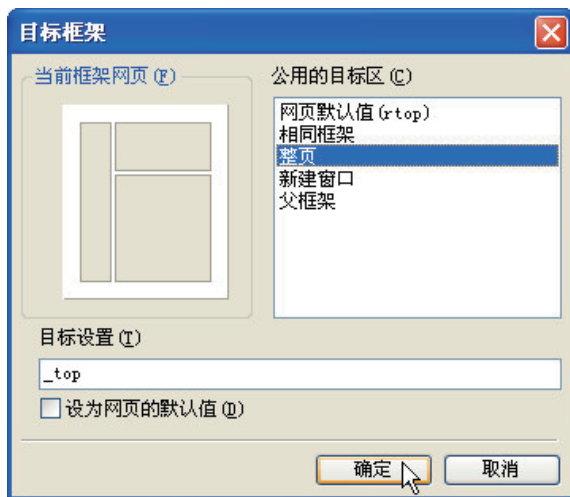 目标框架
当前框架网页(F)
公用的目标区(C)
网页默认值(rtop)
相同框架
整页
新建窗口
父框架
目标设置(T)
_top
设为网页的默认值(D)
确定
取消